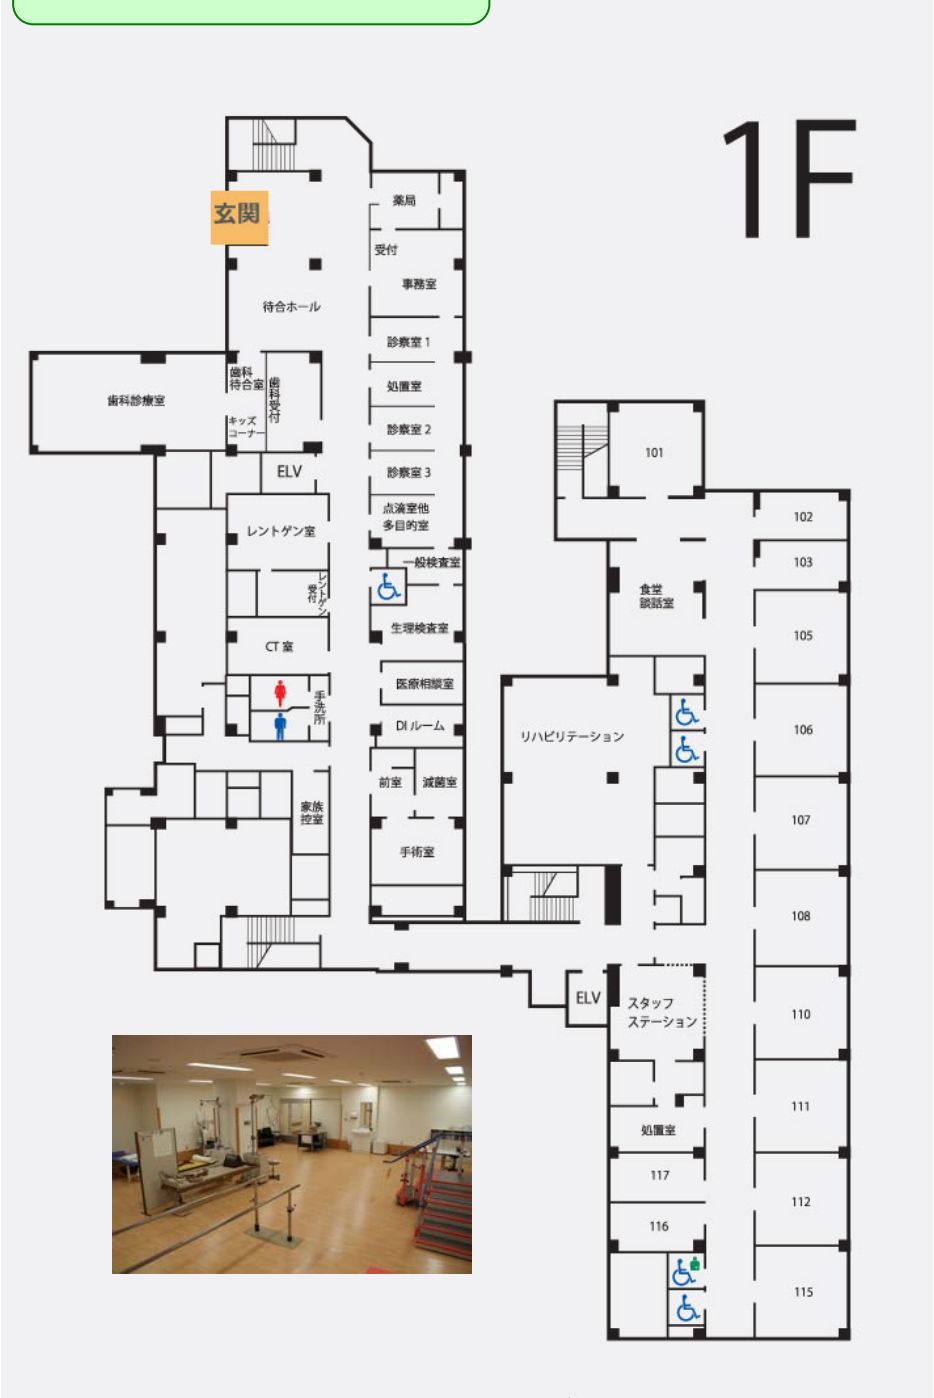 1F
薬局
玄関
受付
事務室
待合ホール
診察室 1
歯科
待合室
歯科受付
処置室
歯科診療室
キッズ
コーナー
診察室 2
101
ELV
診察室 3
点滴室他
多目的室
102
レントゲン室
一般検査室
103
レントゲン
受付
食堂
談話室
生理検査室
105
CT 室
医療相談室
手洗所
DI ルーム
リハビリテーション
106
前室
滅菌室
家族
控室
107
手術室
108
ELV
スタッフ
ステーション
110
111
処置室
117
112
116
115